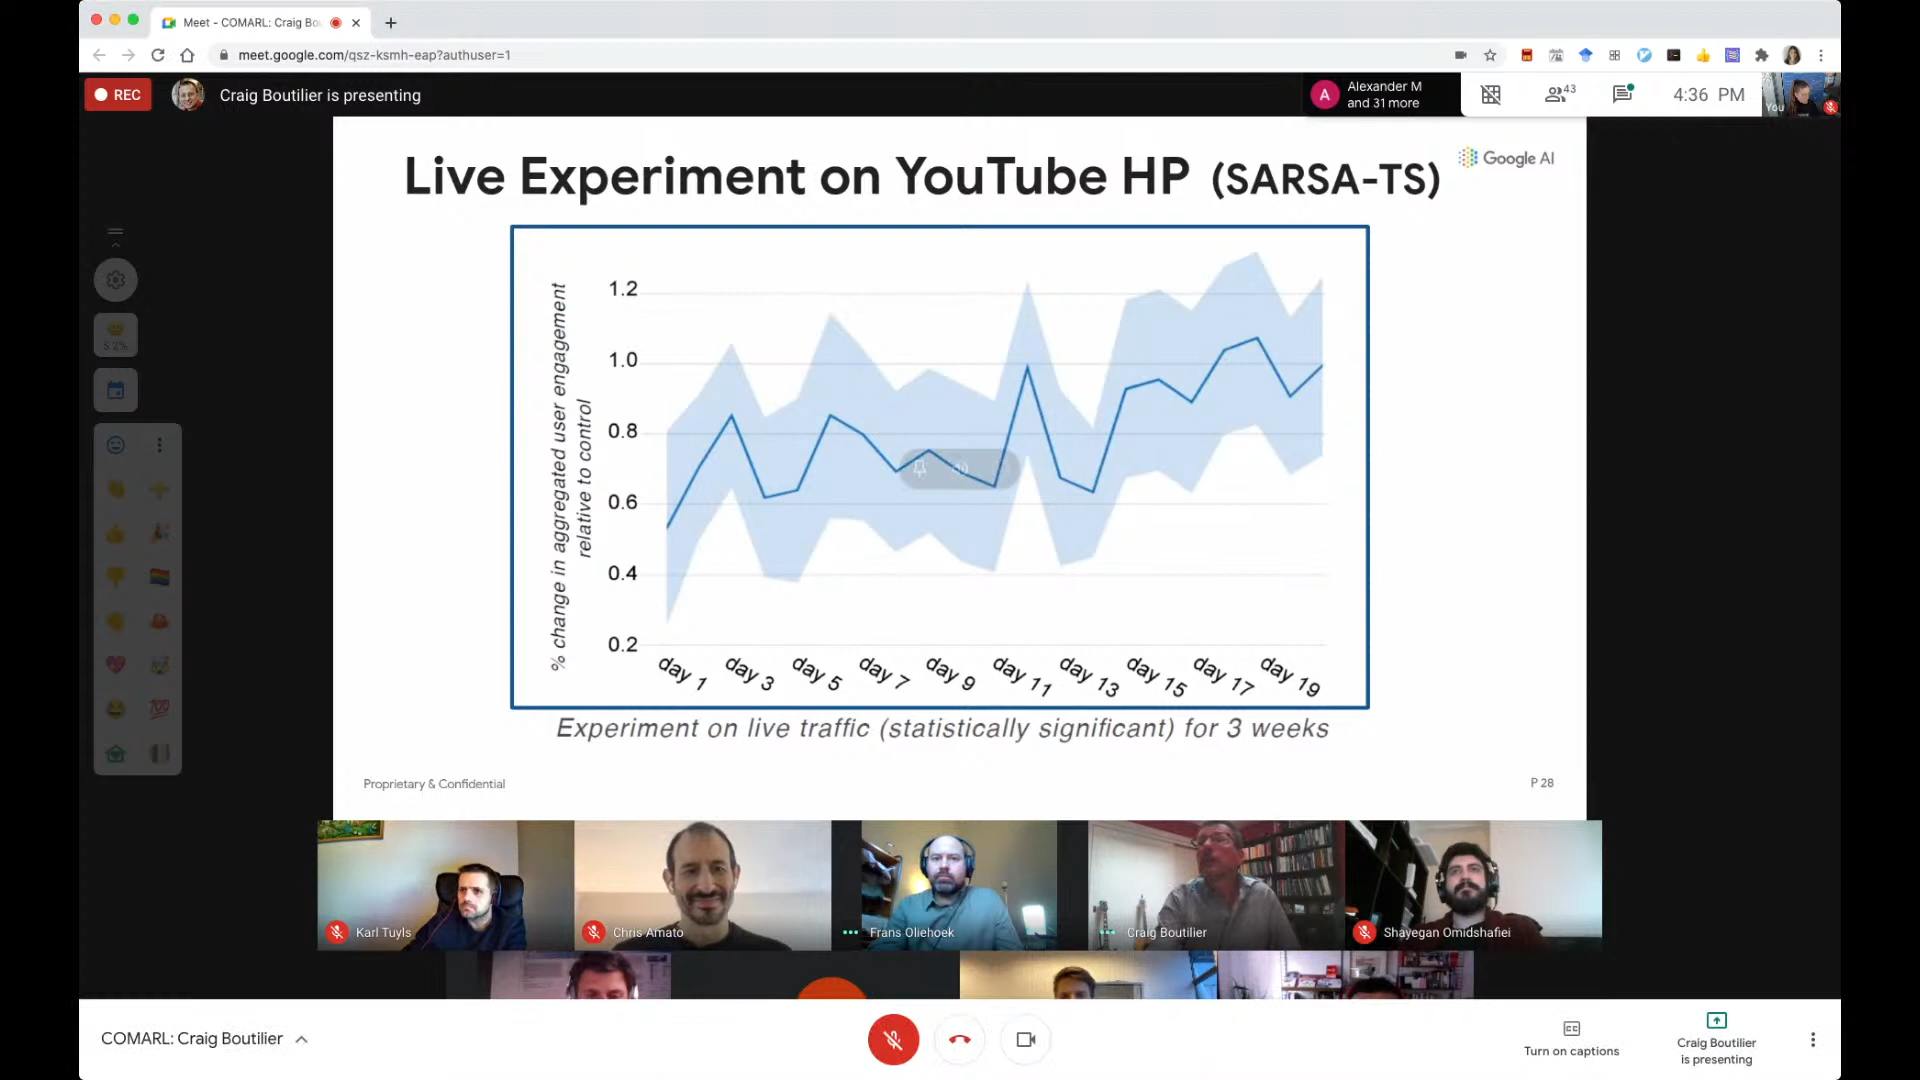 Meet - COMARL: Craig Bo
meet.google.com/qsz-ksmh-eap?authuser=1
REC
Craig Boutilier is presenting
A
Alexander M
and 31 more
43
4:36 PM
You
Live Experiment on YouTube HP (SARSA-TS)
Google AI
% change in aggregated user engagement
relative to control
1.2
1.0
0.8
0.6
0.4
0.2
day 1
day 3
day 5
day 7
day 9
day 11
day 13
day 15
day 17
day 19
Experiment on live traffic (statistically significant) for 3 weeks
Proprietary & Confidential
P 28
Karl Tuyls
Chris Amato
Frans Oliehoek
Craig Boutilier
Shayegan Omidshafiei
COMARL: Craig Boutilier
Turn on captions
Craig Boutilier
is presenting